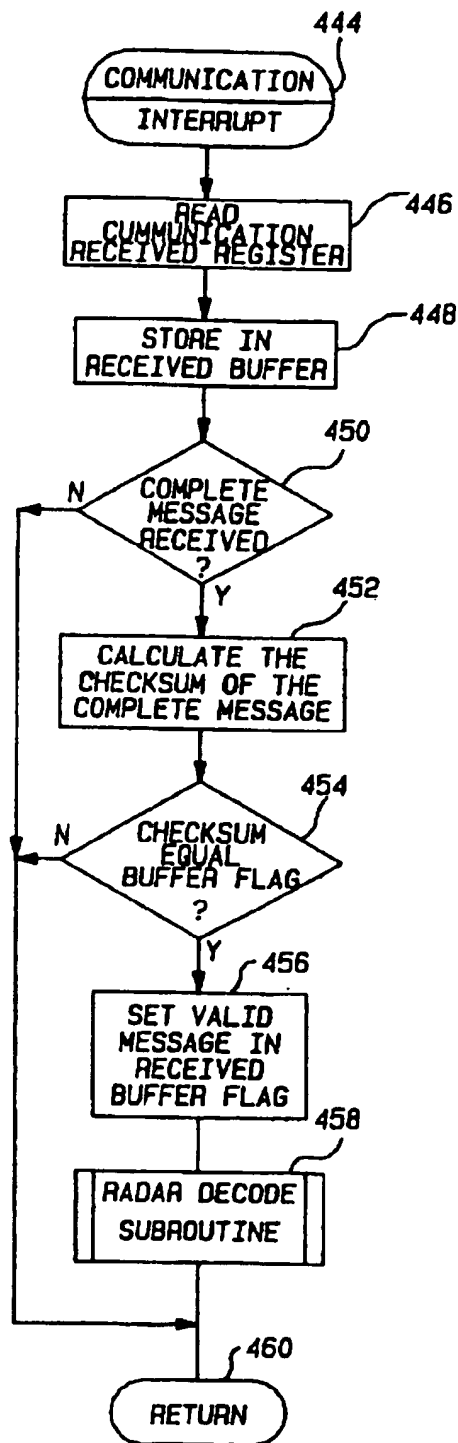 444
COMMUNICATION
INTERRUPT
READ
CUMMUNICATION
RECEIVED REGISTER
446
STORE IN
RECEIVED BUFFER
448
450
N
COMPLETE
MESSAGE
RECEIVED
?
Y
452
CALCULATE THE
CHECKSUM OF THE
COMPLETE MESSAGE
454
N
CHECKSUM
EQUAL
BUFFER FLAG
?
Y
456
SET VALID
MESSAGE IN
RECEIVED
BUFFER FLAG
458
RADAR DECODE
SUBROUTINE
460
RETURN